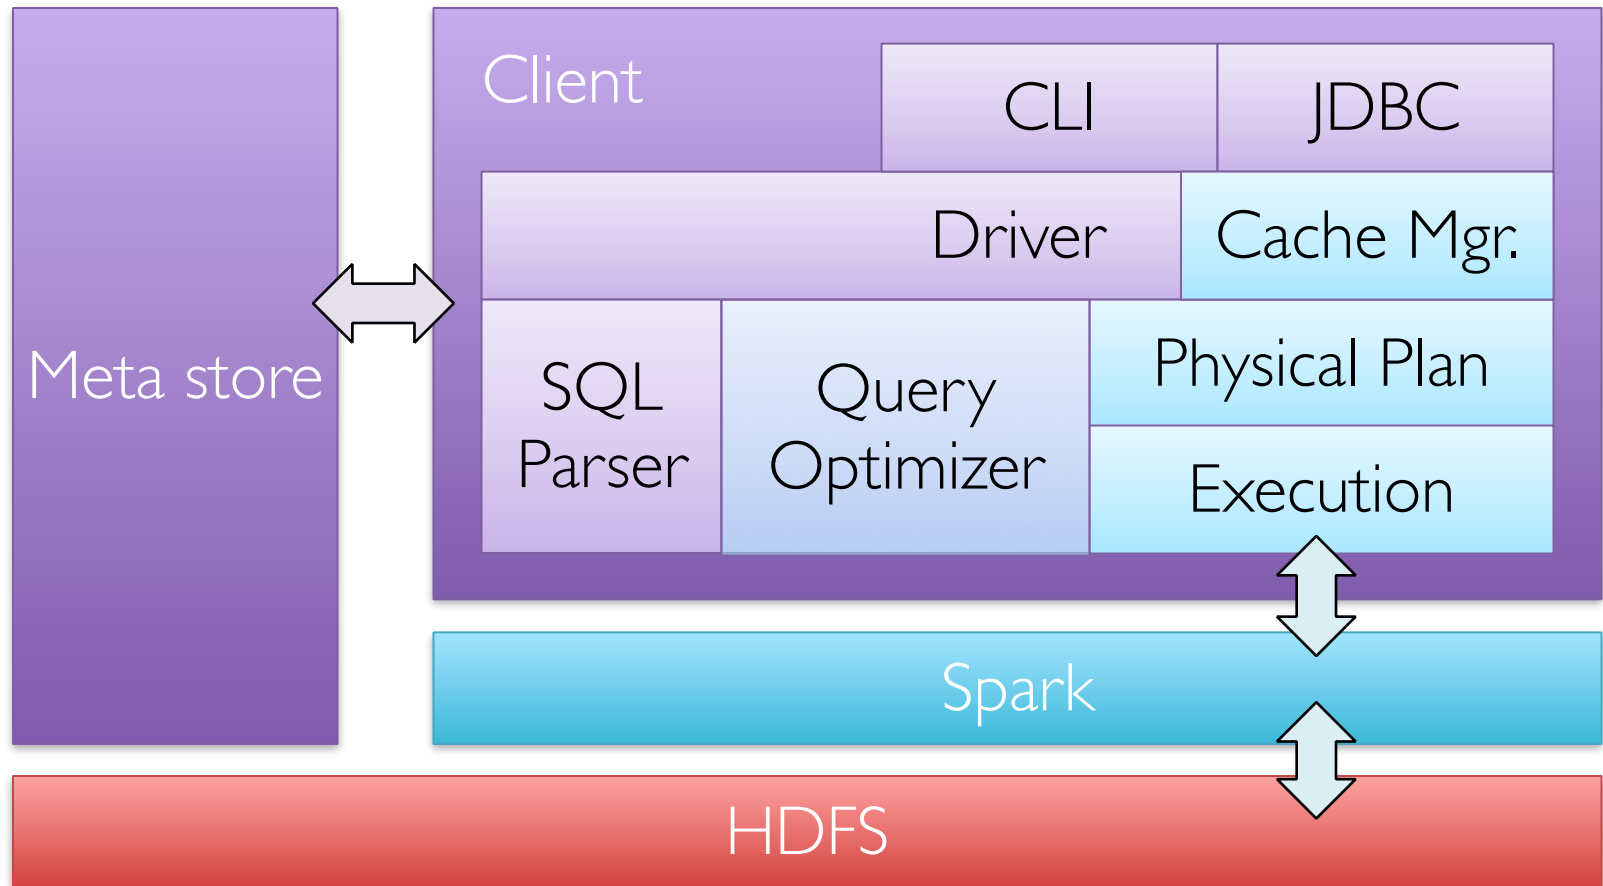 Client
CLI
JDBC
Driver
Cache Mgr.
Meta store
SQL
Parser
Query
Optimizer
Physical Plan
Execution
Spark
HDFS